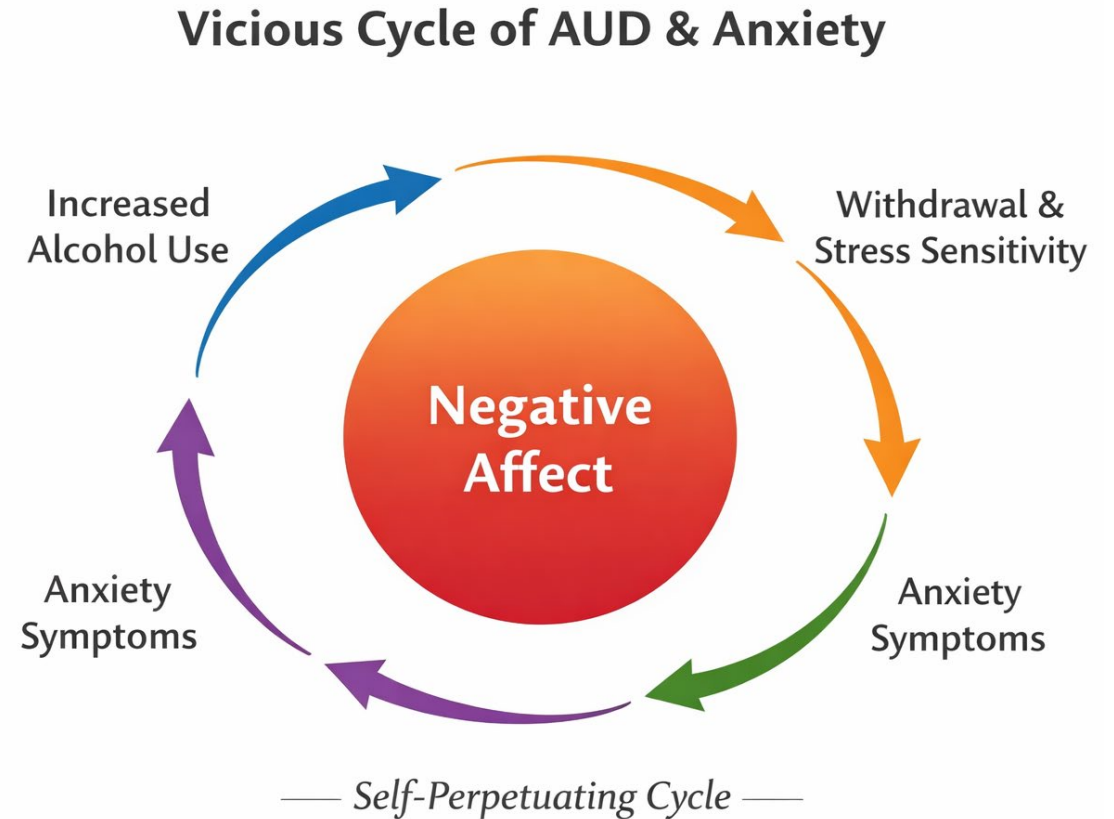 Vicious Cycle of AUD & Anxiety
Increased
Alcohol Use
Withdrawal &
Stress Sensitivity
Negative
Affect
Anxiety
Symptoms
Anxiety
Symptoms
Self-Perpetuating Cycle